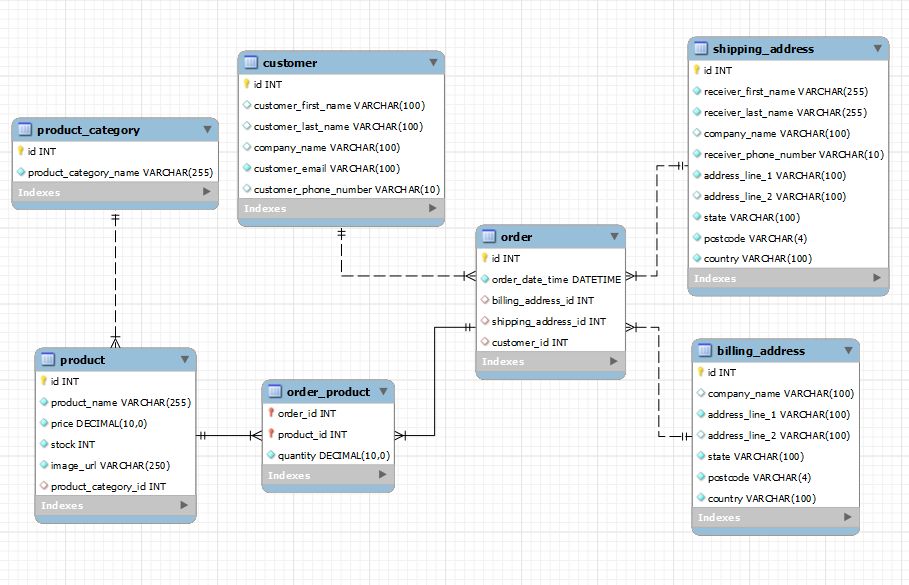 product_category
id INT
product_category_name VARCHAR(255)
Indexes
customer
id INT
customer_first_name VARCHAR(100)
customer_last_name VARCHAR(100)
company_name VARCHAR(100)
customer_email VARCHAR(100)
customer_phone_number VARCHAR(10)
Indexes
shipping_address
id INT
receiver_first_name VARCHAR(255)
receiver_last_name VARCHAR(255)
company_name VARCHAR(100)
receiver_phone_number VARCHAR(10)
address_line_1 VARCHAR(100)
address_line_2 VARCHAR(100)
state VARCHAR(100)
postcode VARCHAR(4)
country VARCHAR(100)
Indexes
order
id INT
order_date_time DATETIME
billing_address_id INT
shipping_address_id INT
customer_id INT
Indexes
product
id INT
product_name VARCHAR(255)
price DECIMAL(10,0)
stock INT
image_url VARCHAR(250)
product_category_id INT
Indexes
order_product
order_id INT
product_id INT
quantity DECIMAL(10,0)
Indexes
billing_address
id INT
company_name VARCHAR(100)
address_line_1 VARCHAR(100)
address_line_2 VARCHAR(100)
state VARCHAR(100)
postcode VARCHAR(4)
country VARCHAR(100)
Indexes